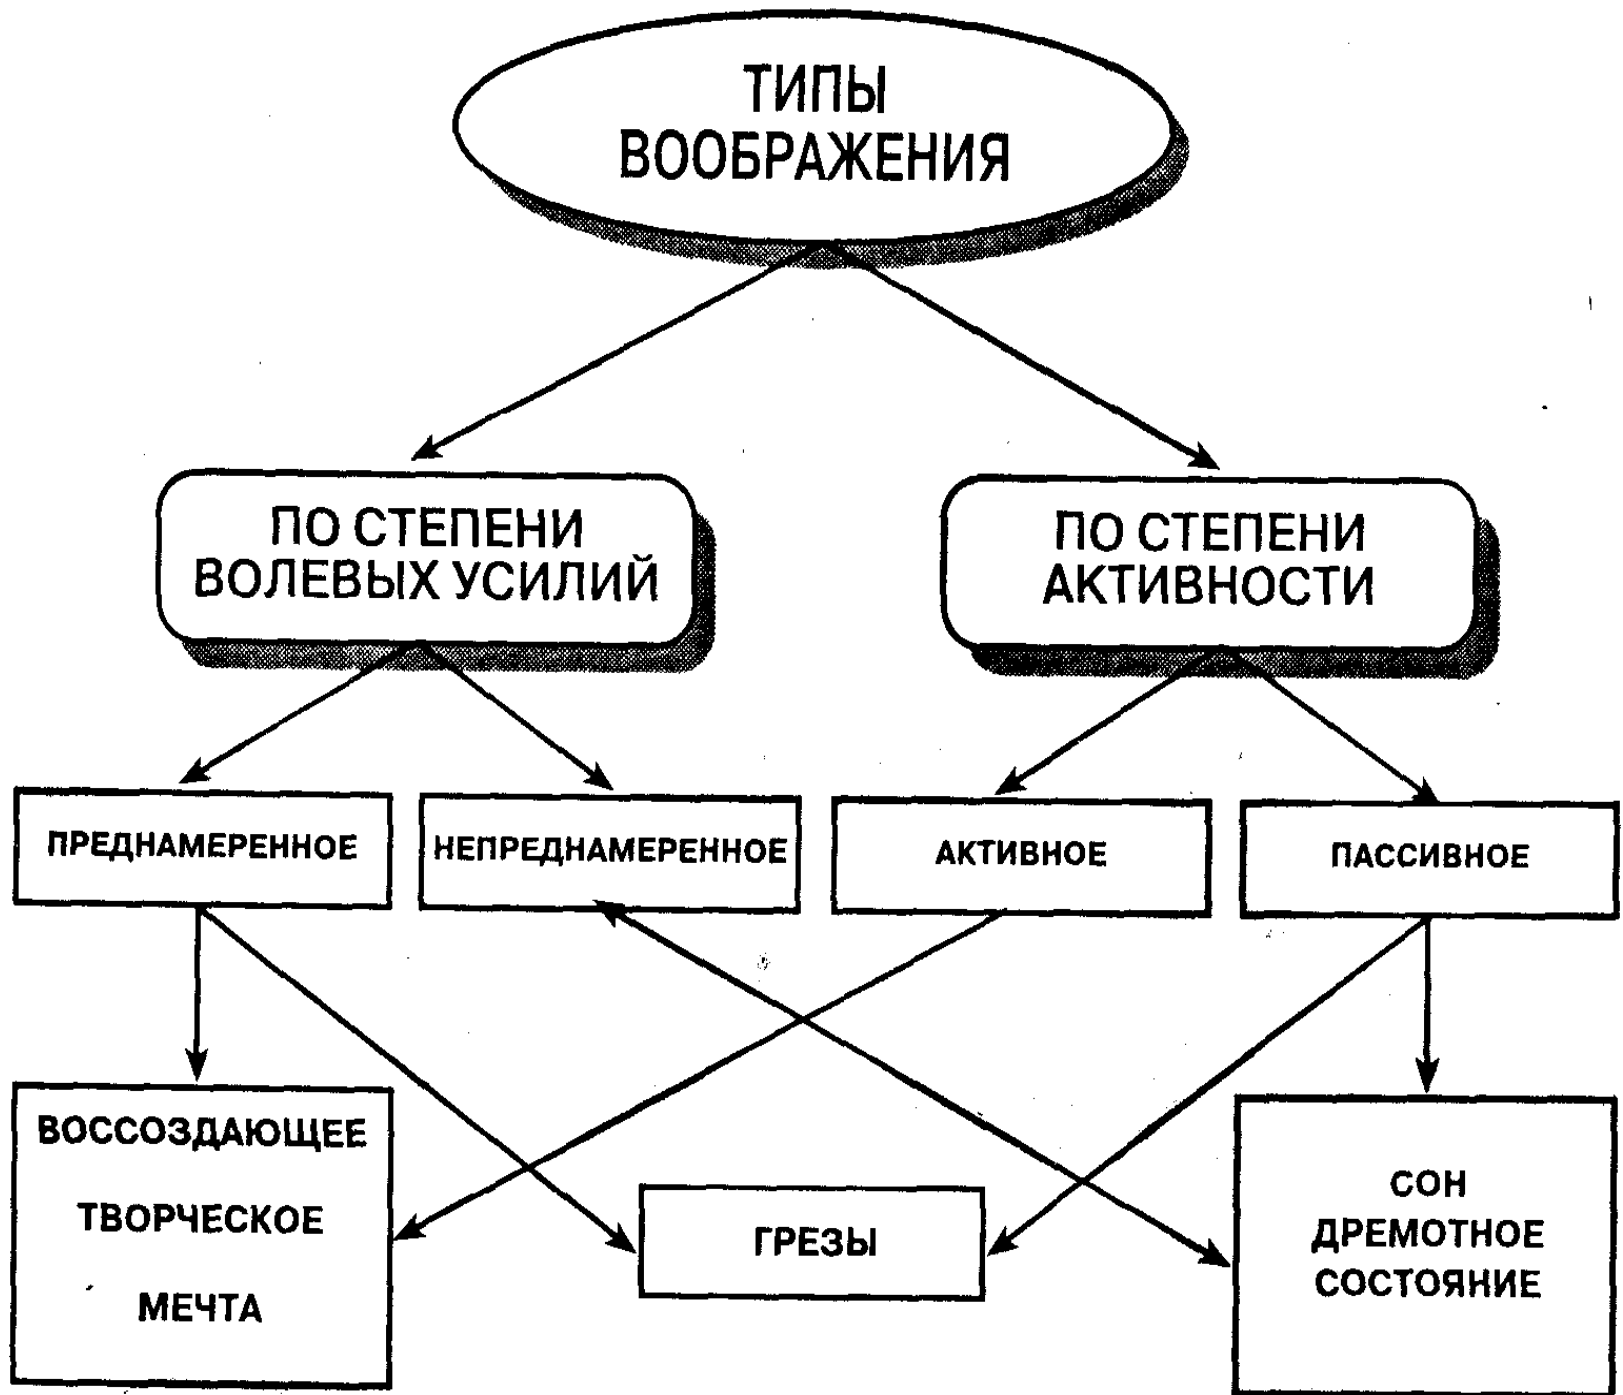 ТИПЫ
ВООБРАЖЕНИЯ
ПО СТЕПЕНИ
ВОЛЕВЫХ УСИЛИЙ
ПО СТЕПЕНИ
АКТИВНОСТИ
ПРЕДНАМЕРЕННОЕ
НЕПРЕДНАМЕРЕННОЕ
АКТИВНОЕ
ПАССИВНОЕ
ВОССОЗДАЮЩЕЕ
ТВОРЧЕСКОЕ
МЕЧТА
ГРЕЗЫ
СОН
ДРЕМОТНОЕ
СОСТОЯНИЕ